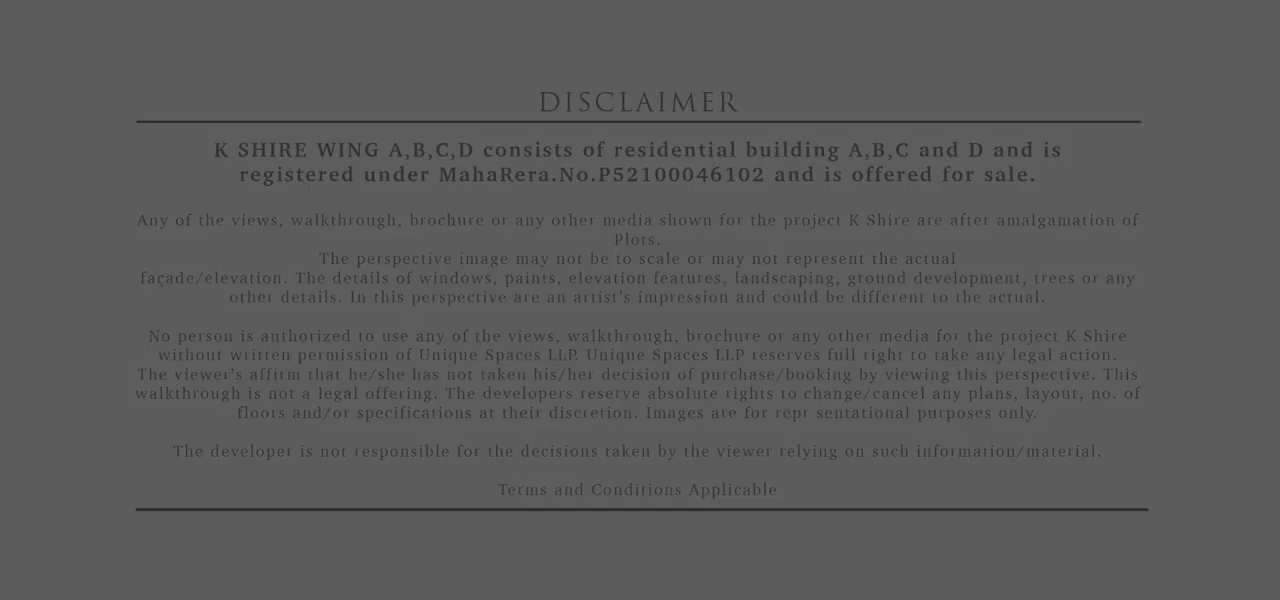 DISCLAIMER
K SHIRE WING A,B,C,D consists of residential building A,B,C and D and is
registered under MahaRera.No.P52100046102 and is offered for sale.
Any of the views, walkthrough, brochure or any other media shown for the project K Shire are after amalgamation of
Plots.
The perspective image may not be to scale or may not represent the actual
façade/elevation. The details of windows, paints, elevation features, landscaping, ground development, trees or any
other details. In this perspective are an artist's impression and could be different to the actual.
No person is authorized to use any of the views, walkthrough, brochure or any other media for the project K Shire
without written permission of Unique Spaces LLP. Unique Spaces LLP reserves full right to take any legal action.
The viewer's affirm that he/she has not taken his/her decision of purchase/booking by viewing this perspective. This
walkthrough is not a legal offering. The developers reserve absolute rights to change/cancel any plans, layout, no. of
floors and/or specifications at their discretion. Images are for repr sentational purposes only.
The developer is not responsible for the decisions taken by the viewer relying on such information/material.
Terms and Conditions Applicable